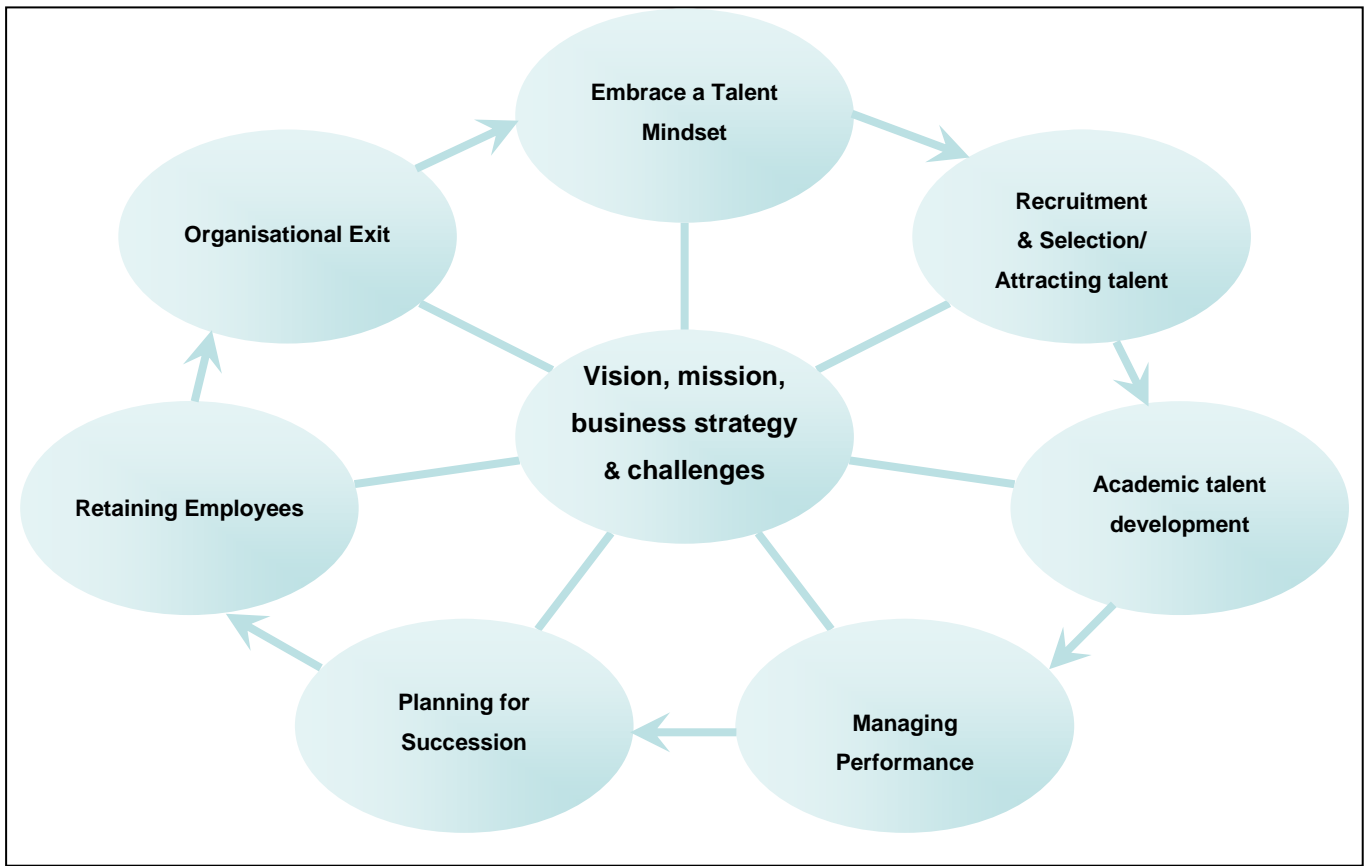 Embrace a Talent
Mindset
Recruitment
& Selection/
Attracting talent
Academic talent
development
Managing
Performance
Planning for
Succession
Retaining Employees
Organisational Exit
Vision, mission,
business strategy
& challenges